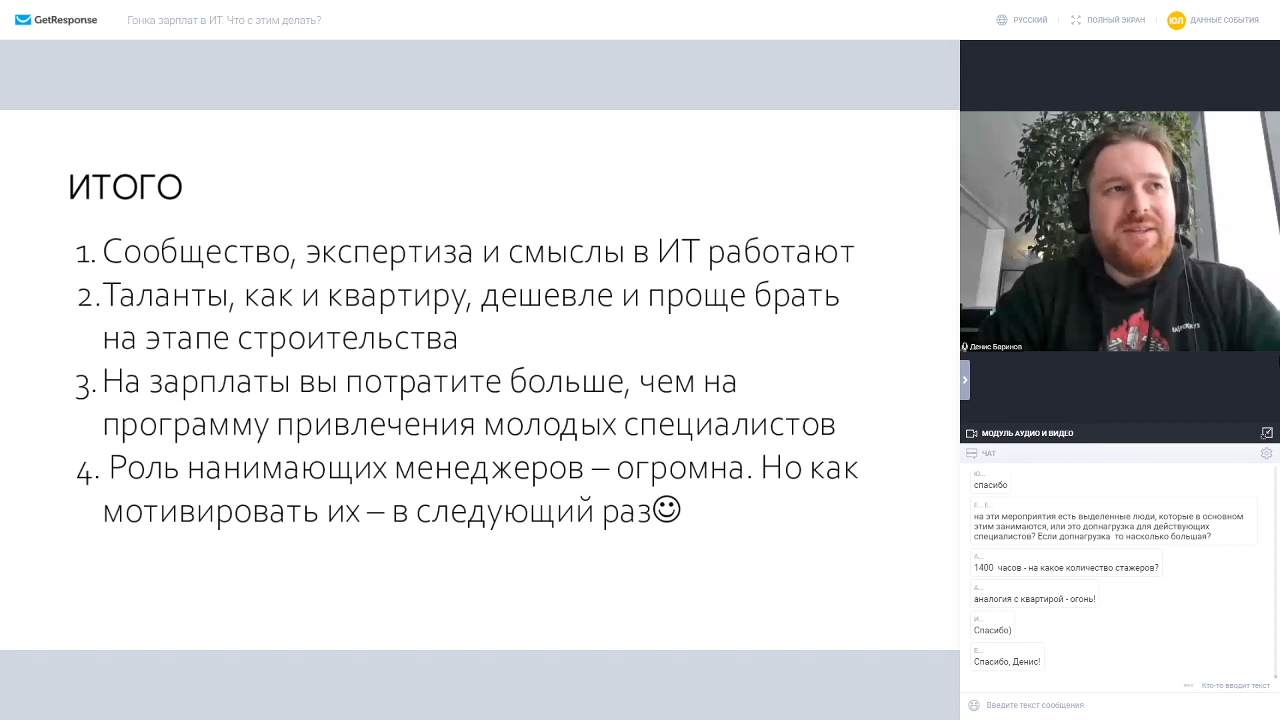 GetResponse
Гонка зарплат в ИТ. Что с этим делать?
РУССКИЙ
ПОЛНЫЙ ЭКРАН
ЮЛ
ДАННЫЕ СОБЫТИЯ
ИТОГО
1. Сообщество, экспертиза и смыслы в ИТ работают
2. Таланты, как и квартиру, дешевле и проще брать
на этапе строительства
3. На зарплаты вы потратите больше, чем на
программу привлечения молодых специалистов
4. Роль нанимающих менеджеров – огромна. Но как
мотивировать их – в следующий раз☺
Денис Баринов
МОДУЛЬ АУДИО И ВИДЕО
ЧАТ
Ю...
спасибо
Е... Е...
на эти мероприятия есть выделенные люди, которые в основном
этим занимаются, или это допнагрузка для действующих
специалистов? Если допнагрузка то насколько большая?
А...
1400 часов - на какое количество стажеров?
А...
аналогия с квартирой - огонь!
И...
Спасибо)
Е...
Спасибо, Денис!
Кто-то вводит текст
Введите текст сообщения